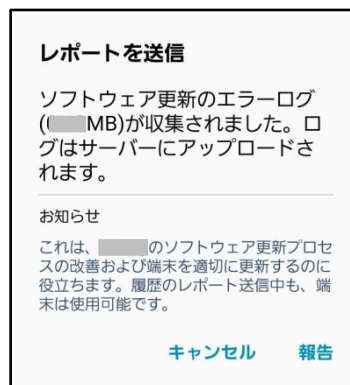 レポートを送信
ソフトウェア更新のエラーログ
(MB)が収集されました。ロ
グはサーバーにアップロードさ
れます。
お知らせ
これは、のソフトウェア更新プロセ
スの改善および端末を適切に更新するのに
役立ちます。履歴のレポート送信中も、端
末は使用可能です。
キャンセル 報告